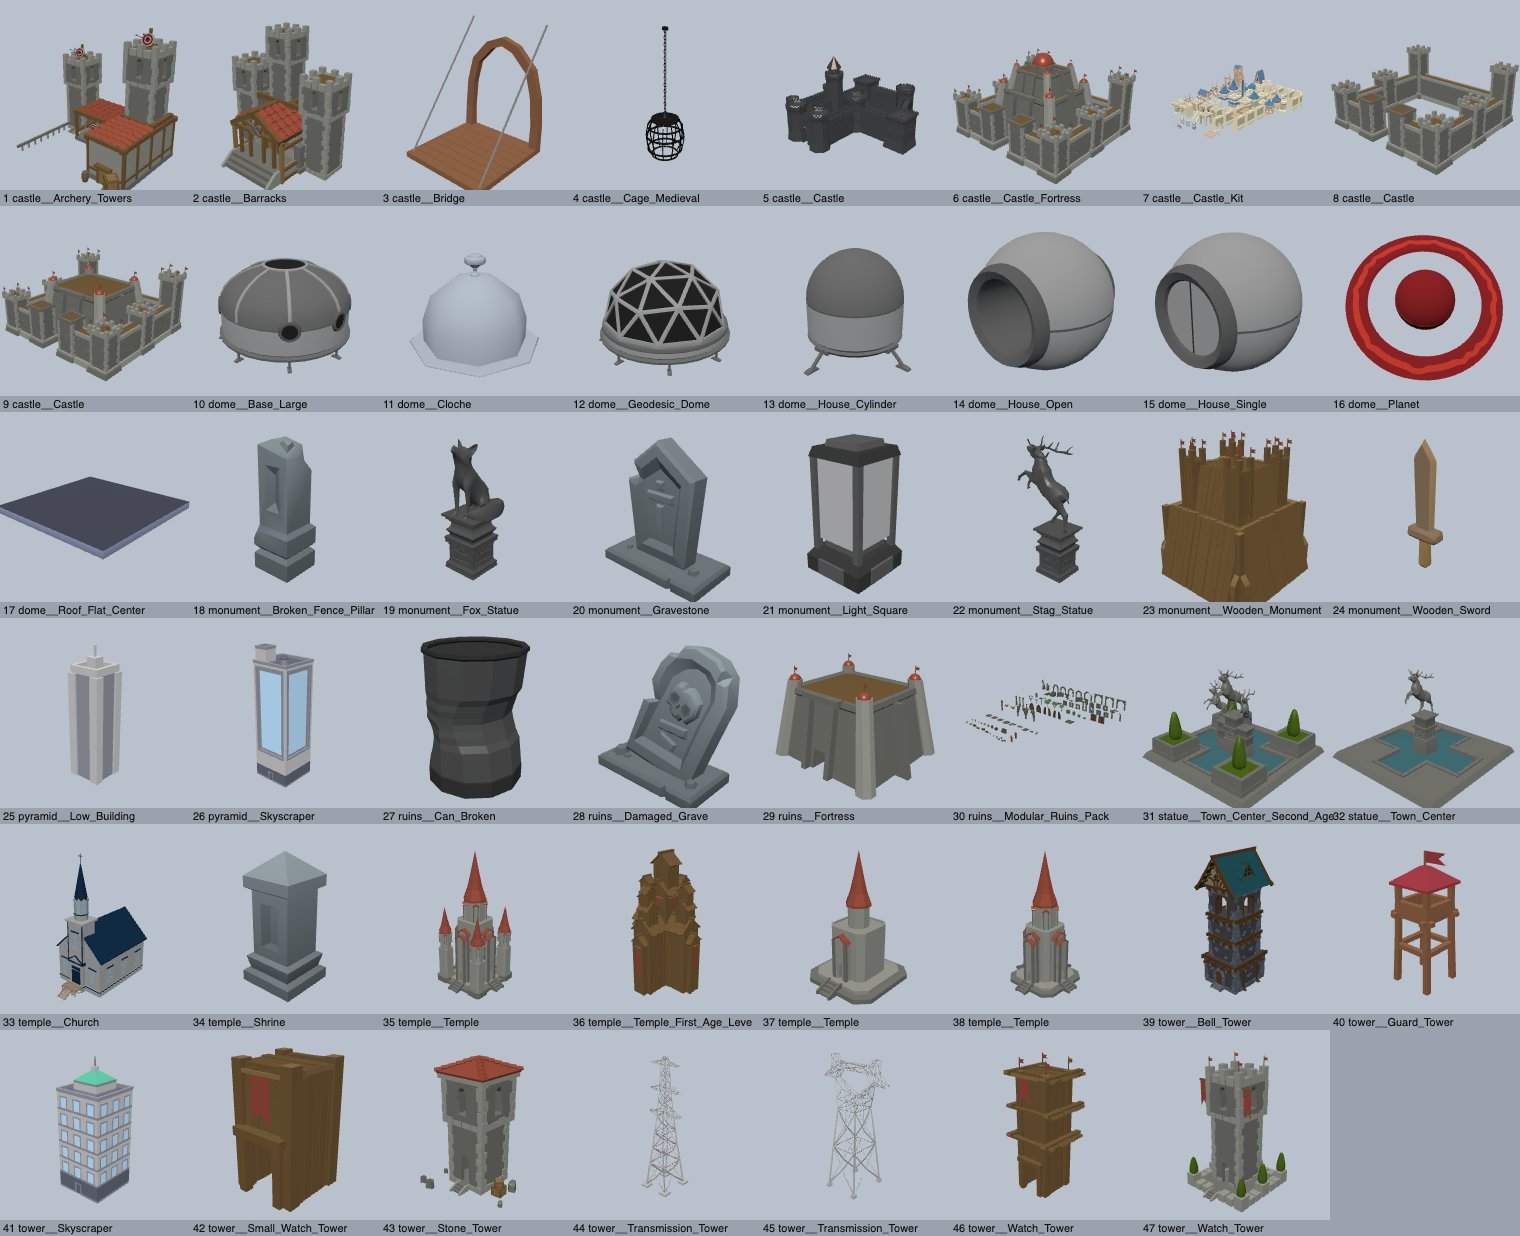 1 castle__Archery_Towers
2 castle__Barracks
3 castle__Bridge
4 castle__Cage_Medieval
5 castle__Castle
6 castle__Castle_Fortress
7 castle__Castle_Kit
8 castle__Castle
9 castle__Castle
10 dome__Base_Large
11 dome__Cloche
12 dome__Geodesic_Dome
13 dome__House_Cylinder
14 dome__House_Open
15 dome__House_Single
16 dome__Planet
17 dome__Roof_Flat_Center
18 monument__Broken_Fence_Pillar
19 monument__Fox_Statue
20 monument__Gravestone
21 monument__Light_Square
22 monument__Stag_Statue
23 monument__Wooden_Monument
24 monument__Wooden_Sword
25 pyramid__Low_Building
26 pyramid__Skyscraper
27 ruins__Can_Broken
28 ruins__Damaged_Grave
29 ruins__Fortress
30 ruins__Modular_Ruins_Pack
31 statue__Town_Center_Second_Age
32 statue__Town_Center
33 temple__Church
34 temple__Shrine
35 temple__Temple
36 temple__Temple_First_Age_Leve
37 temple__Temple
38 temple__Temple
39 tower__Bell_Tower
40 tower__Guard_Tower
41 tower__Skyscraper
42 tower__Small_Watch_Tower
43 tower__Stone_Tower
44 tower__Transmission_Tower
45 tower__Transmission_Tower
46 tower__Watch_Tower
47 tower__Watch_Tower